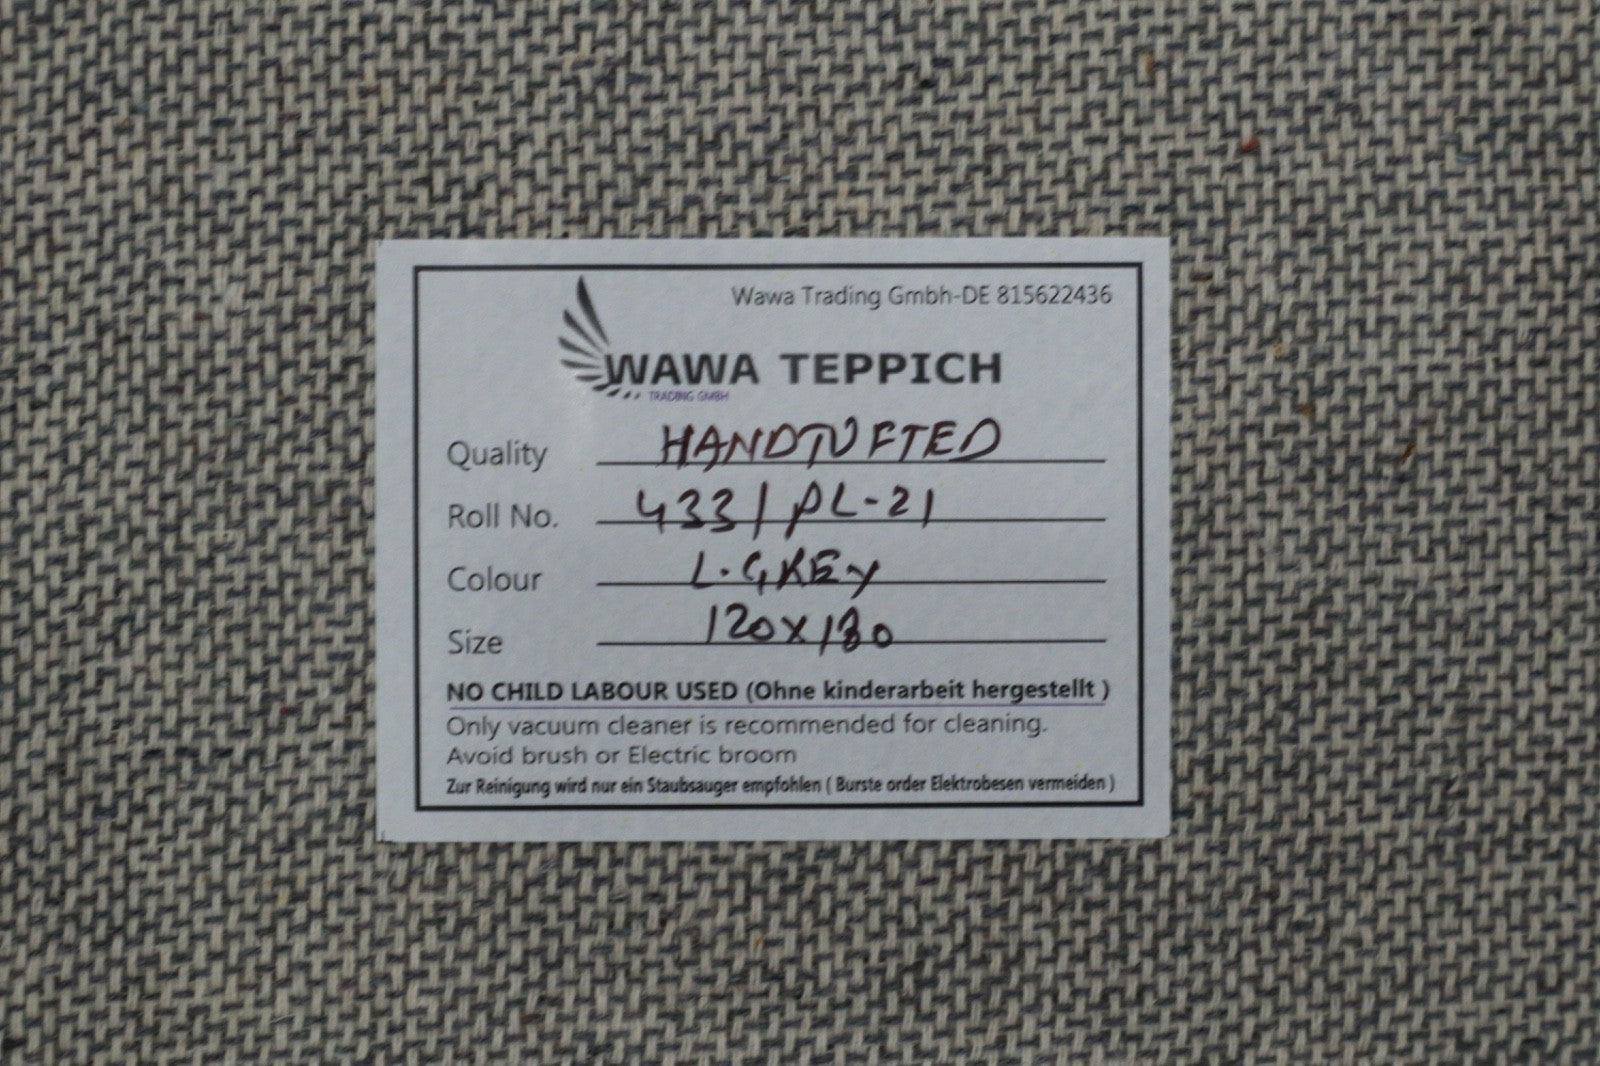 Wawa Trading Gmbh-DE 815622436
WAWA TEPPICH
TRADING GMBH
Quality HANDTUFTED
Roll No. 433/PL-21
Colour L.GREY
Size 120x180
NO CHILD LABOUR USED (Ohne kinderarbeit hergestellt )
Only vacuum cleaner is recommended for cleaning.
Avoid brush or Electric broom
Zur Reinigung wird nur ein Staubsauger empfohlen ( Burste order Elektrobesen vermeiden )